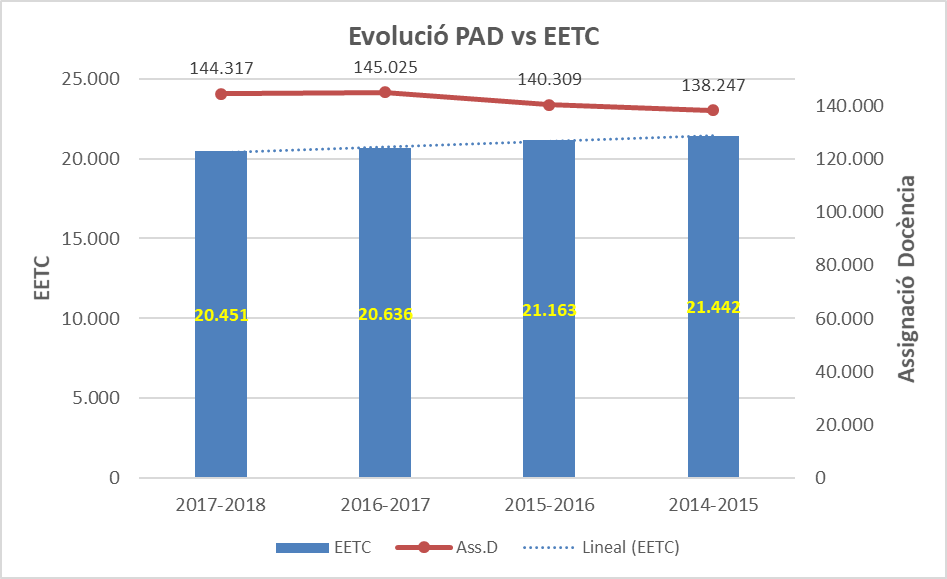 Evolució PAD vs EETC
144.317 145.025 140.309 138.247
25.000
20.000
15.000
10.000
5.000
0
EETC
20.451 20.636 21.163 21.442
140.000
120.000
100.000
80.000
60.000
40.000
20.000
0
Assignació Docència
2017-2018 2016-2017 2015-2016 2014-2015
EETC Ass.D Lineal (EETC)